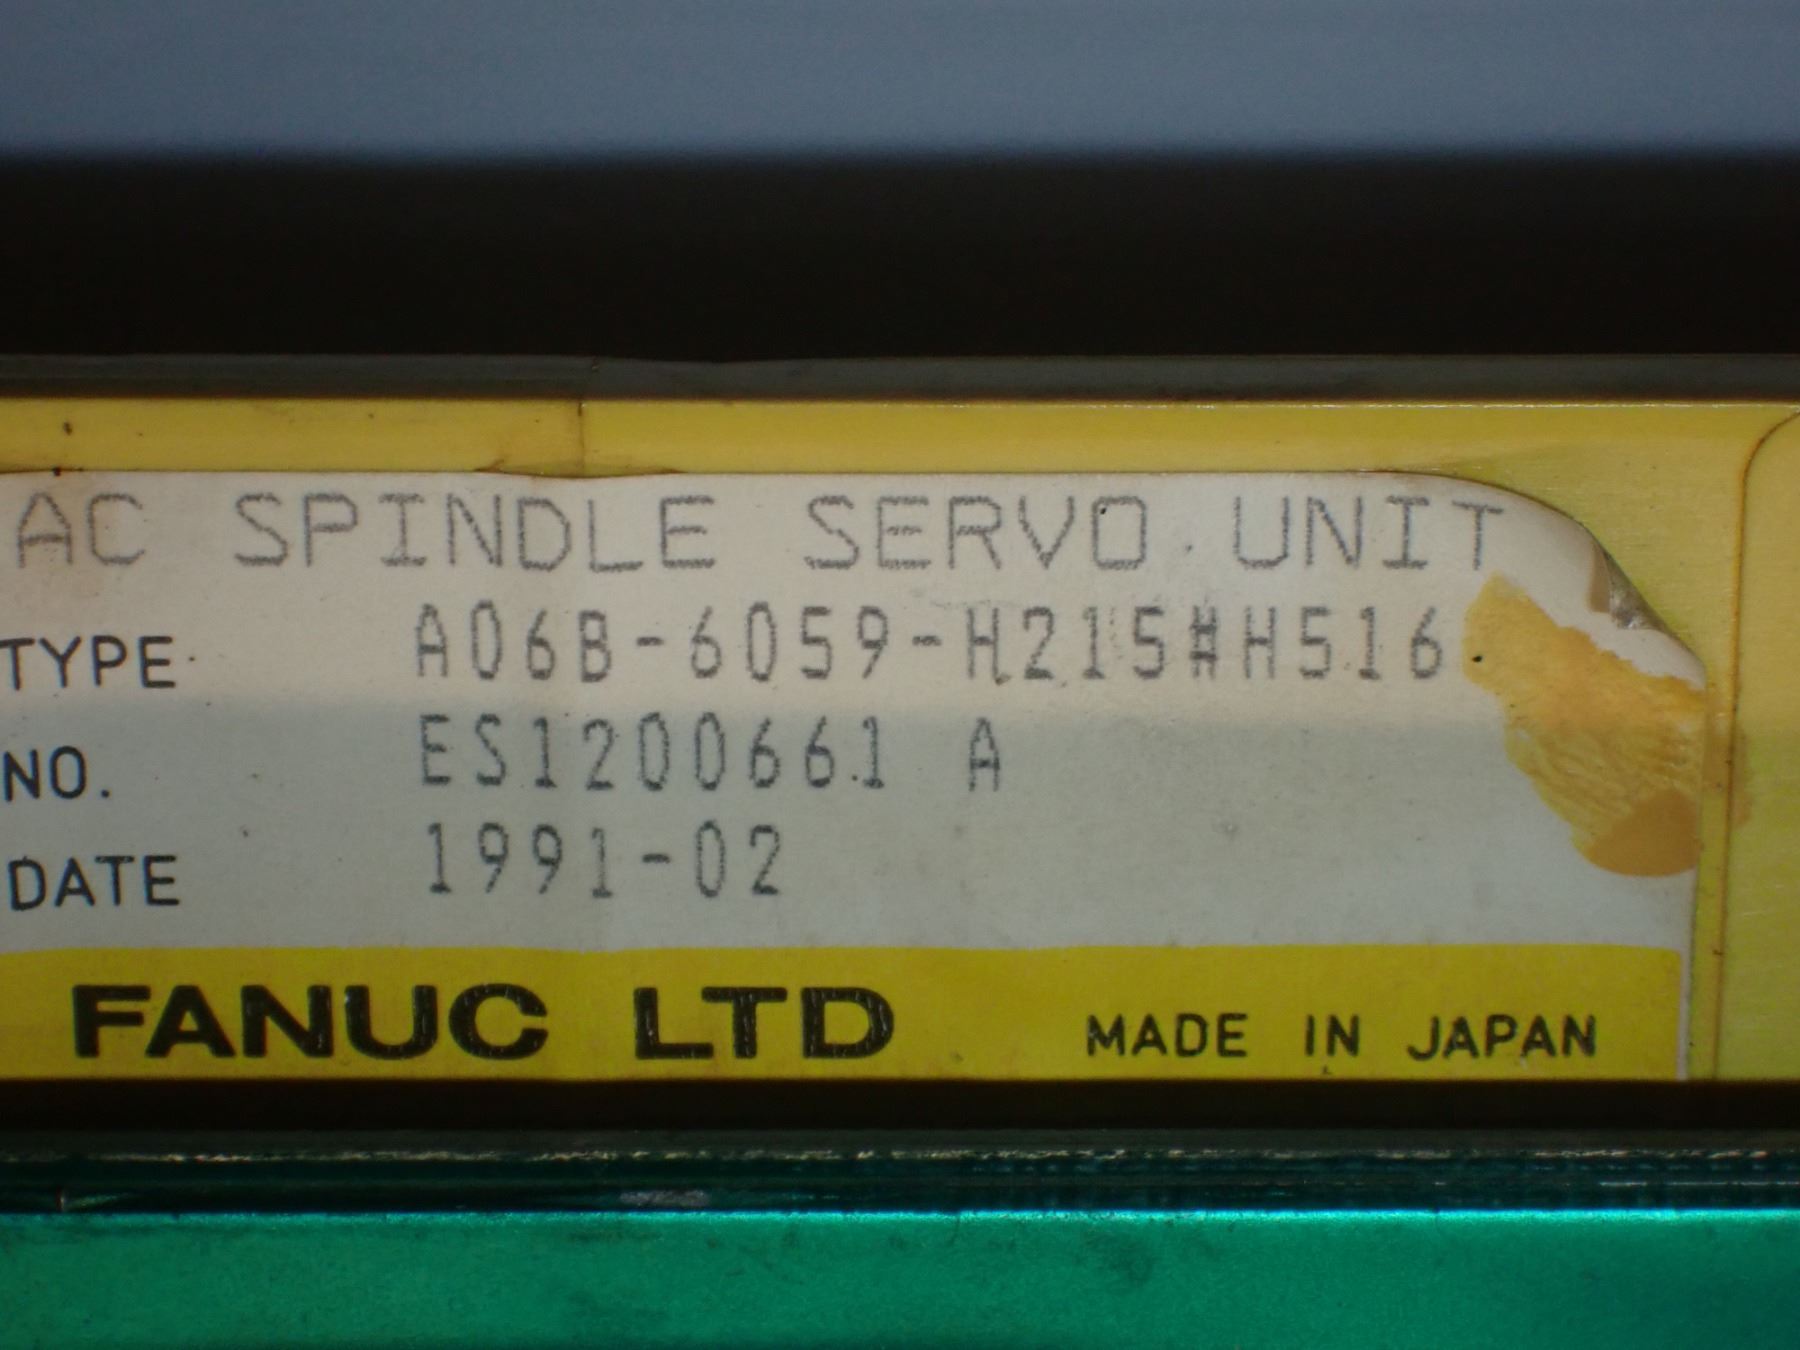 AC SPINDLE SERVO UNIT
TYPE A06B-6059-H215#H516
NO. ES1200661 A
DATE 1991-02
FANUC LTD MADE IN JAPAN